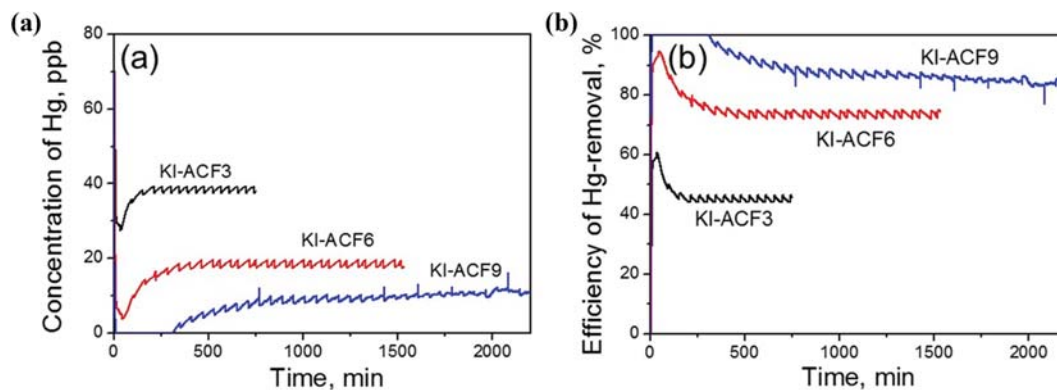 (a)
(a)
Concentration of Hg, ppb
80
60
40
20
0
KI-ACF3
KI-ACF6
KI-ACF9
0 500 1000 1500 2000
Time, min
(b)
(b)
Efficiency of Hg-removal, %
100
80
60
40
20
0
KI-ACF9
KI-ACF6
KI-ACF3
0 500 1000 1500 2000
Time, min